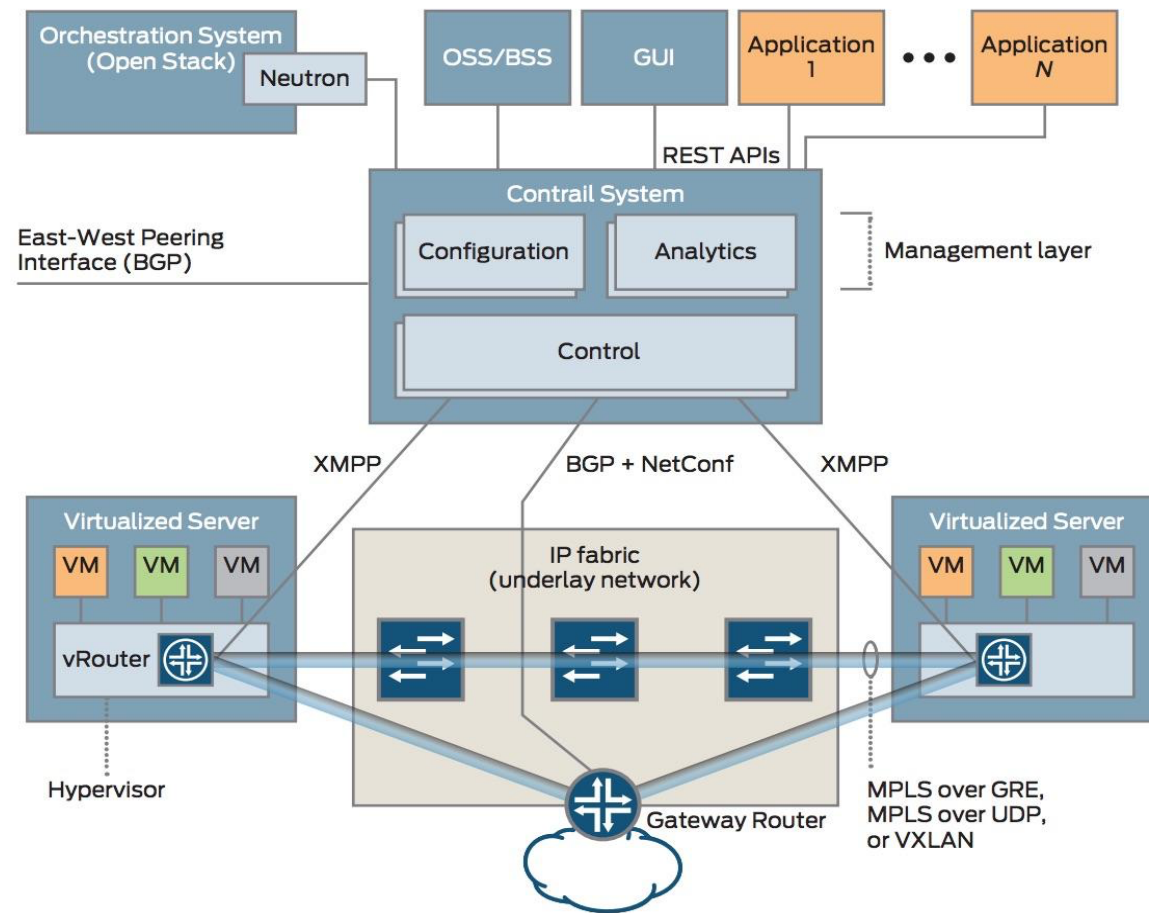 Orchestration System
(Open Stack)
Neutron
OSS/BSS
GUI
Application
1
Application
N
REST APIs
Contrail System
Configuration
Analytics
Management layer
East-West Peering
Interface (BGP)
Control
XMPP
BGP + NetConf
XMPP
Virtualized Server
VM
VM
VM
vRouter
IP fabric
(underlay network)
Virtualized Server
VM
VM
VM
Hypervisor
Gateway Router
MPLS over GRE,
MPLS over UDP,
or VXLAN